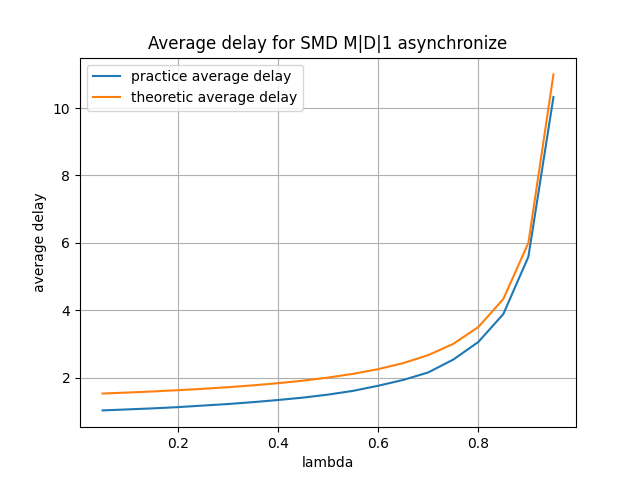 Average delay for SMD M|D|1 asynchronize
practice average delay
theoretic average delay
average delay
10
8
6
4
2
0.2 0.4 0.6 0.8
lambda